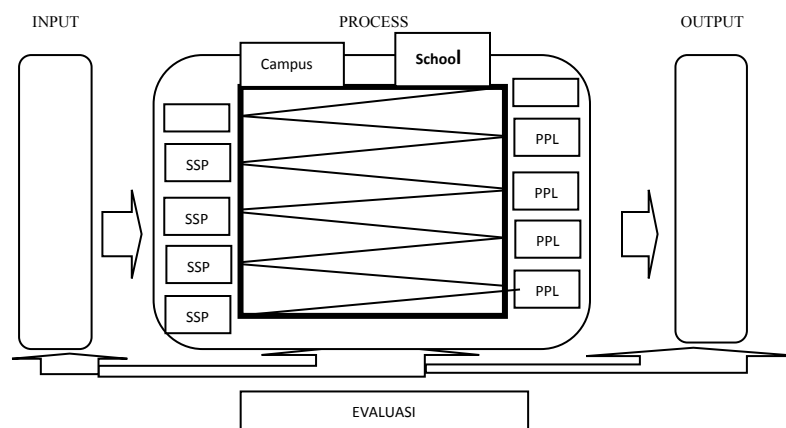 INPUT
PROCESS
OUTPUT
Campus
School
PPL
SSP
PPL
SSP
PPL
SSP
PPL
SSP
EVALUASI